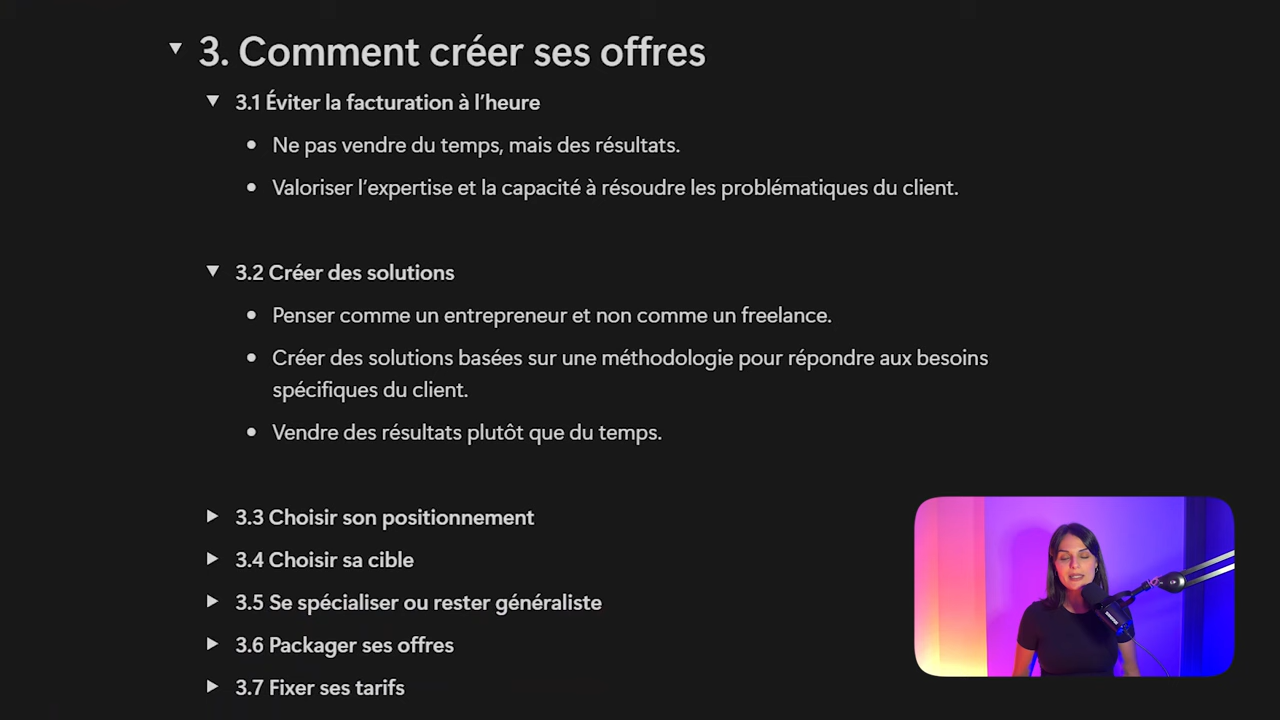 3. Comment créer ses offres
3.1 Éviter la facturation à l’heure
Ne pas vendre du temps, mais des résultats.
Valoriser l’expertise et la capacité à résoudre les problématiques du client.
3.2 Créer des solutions
Penser comme un entrepreneur et non comme un freelance.
Créer des solutions basées sur une méthodologie pour répondre aux besoins
spécifiques du client.
Vendre des résultats plutôt que du temps.
3.3 Choisir son positionnement
3.4 Choisir sa cible
3.5 Se spécialiser ou rester généraliste
3.6 Packager ses offres
3.7 Fixer ses tarifs